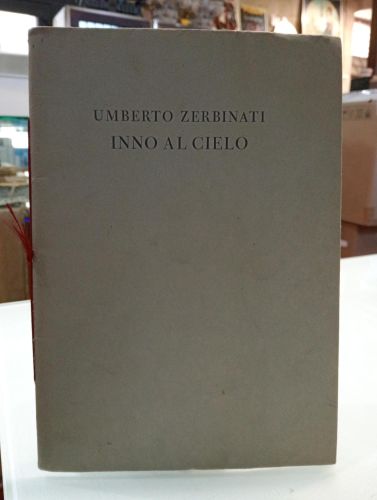 UMBERTO ZERBINATI
INNO AL CIELO